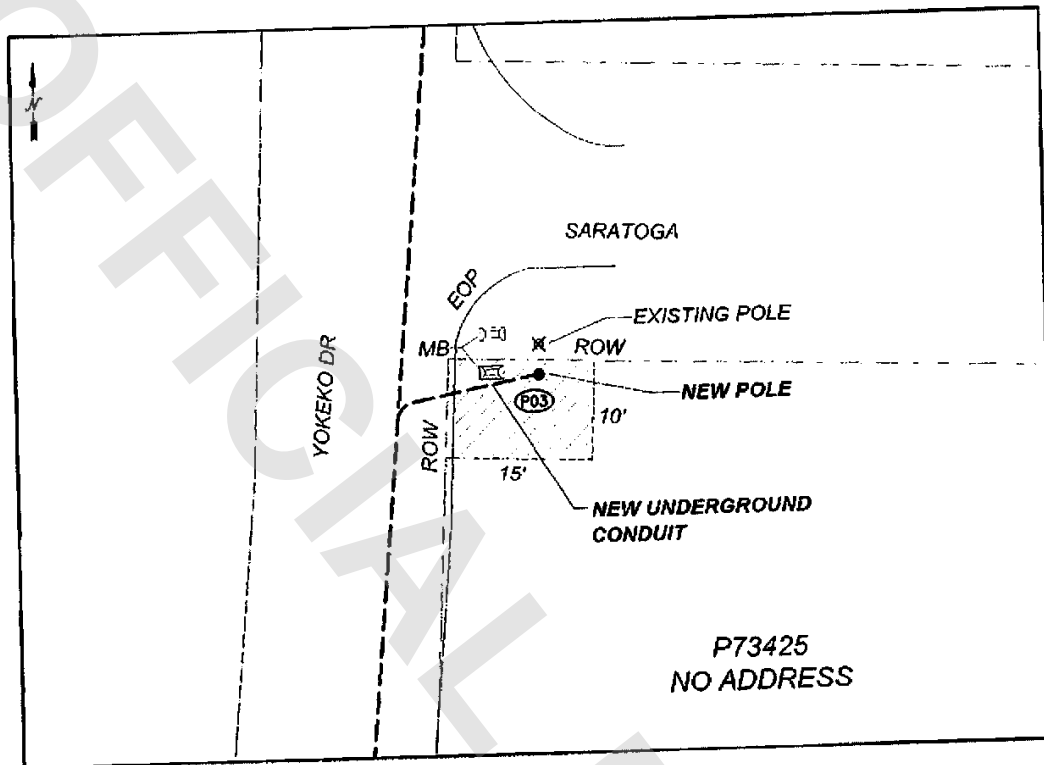 N
SARATOGA
EOP
EXISTING POLE
MB
ROW
NEW POLE
P03
10'
YOKEKO DR
ROW
15'
NEW UNDERGROUND
CONDUIT
P73425
NO ADDRESS
OFFICIAL